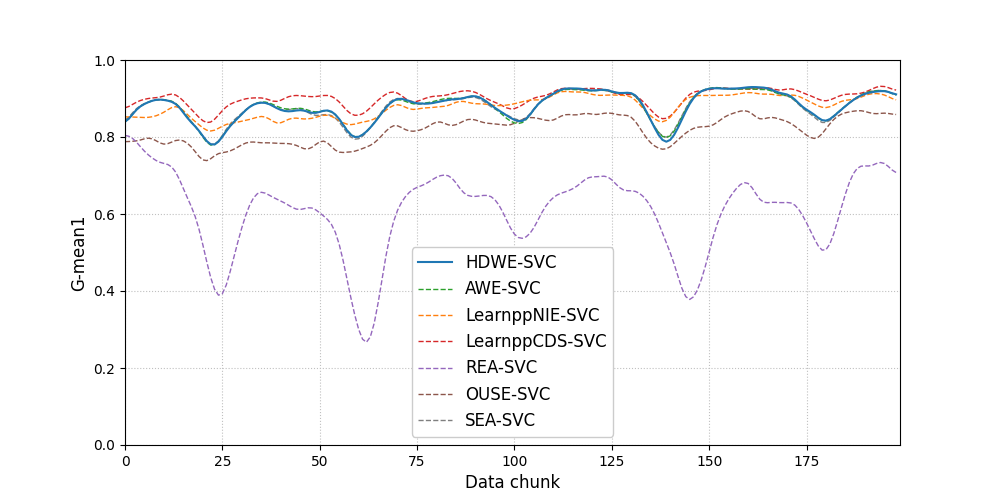 1.0
0.8
0.6
0.4
0.2
0.0
G-mean1
HDWE-SVC
AWE-SVC
LearnppNIE-SVC
LearnppCDS-SVC
REA-SVC
OUSE-SVC
SEA-SVC
0 25 50 75 100 125 150 175
Data chunk